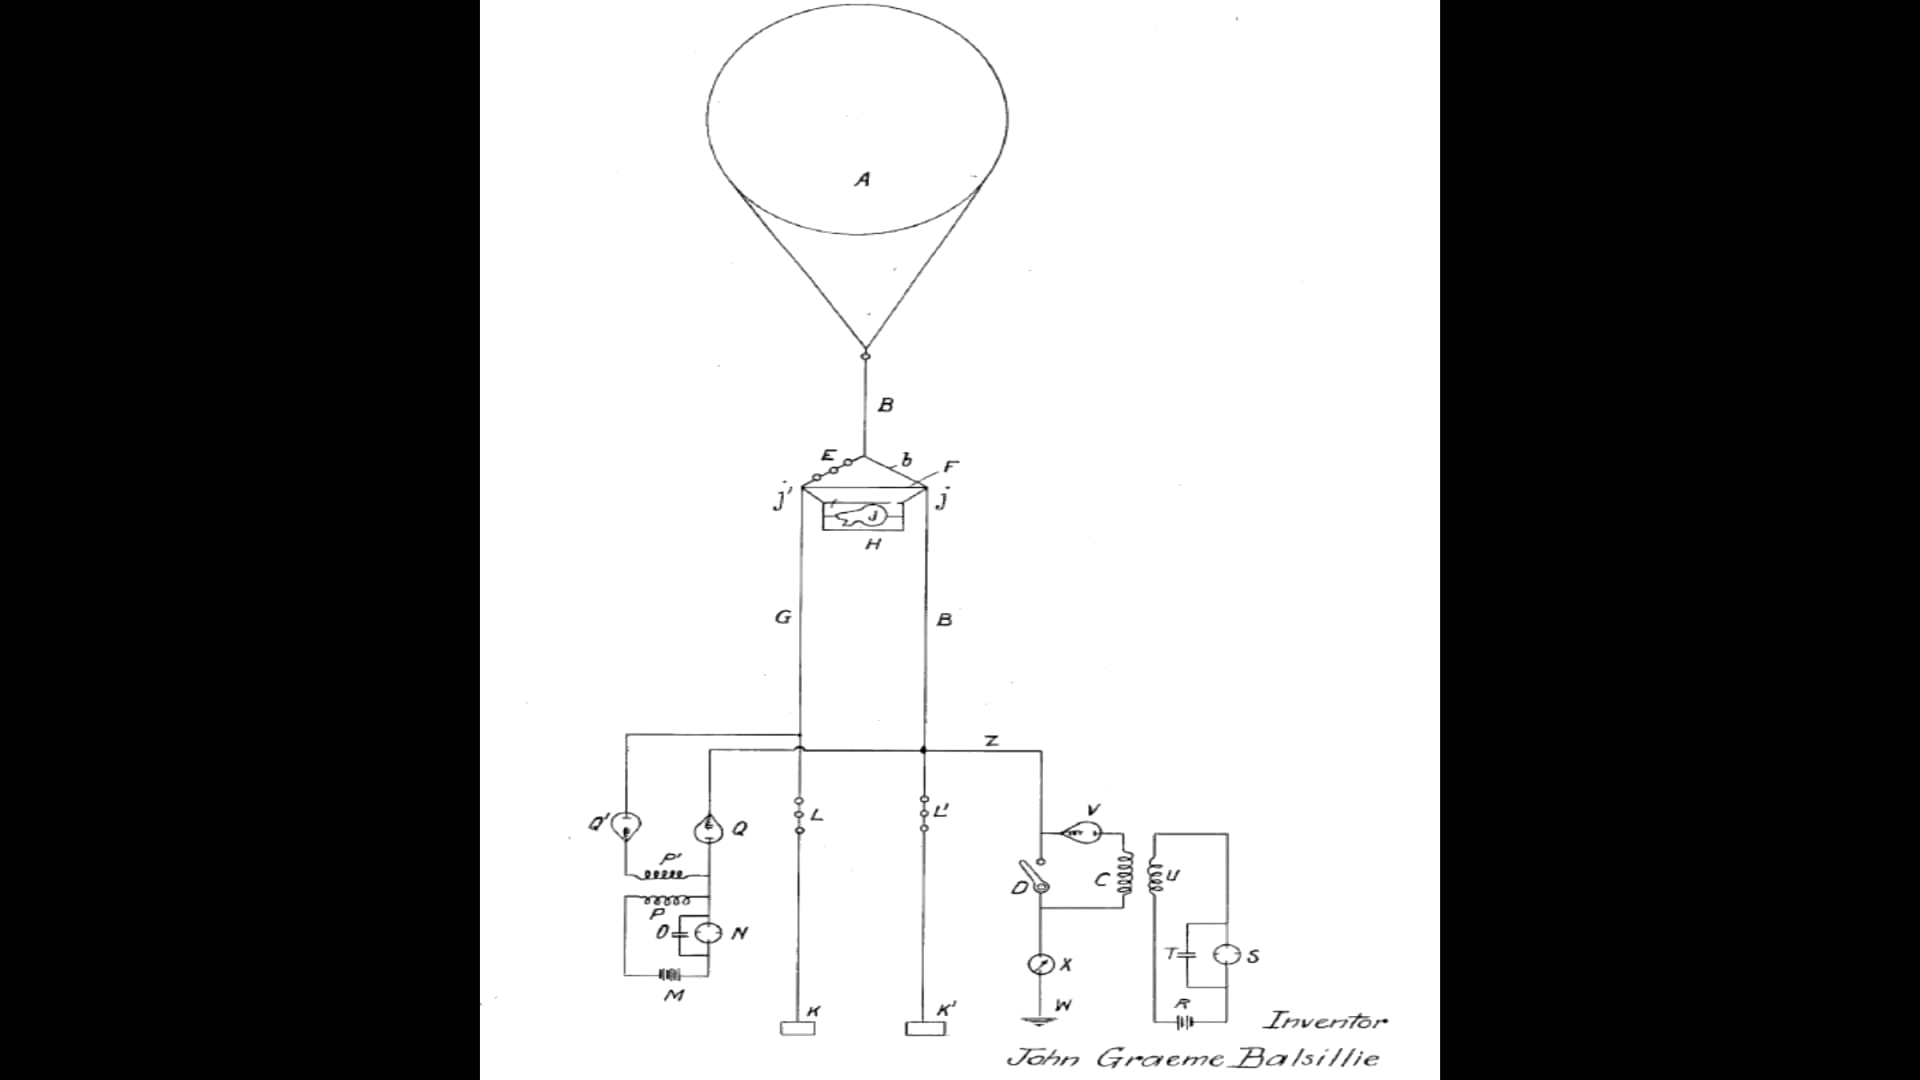 A
B
E b F
j' j
J
H
G B
Z
V
Q' Q L L'
P'
D C U
P
O N
T S
X
M
K K' W R
Inventor
John Graeme Balsillie